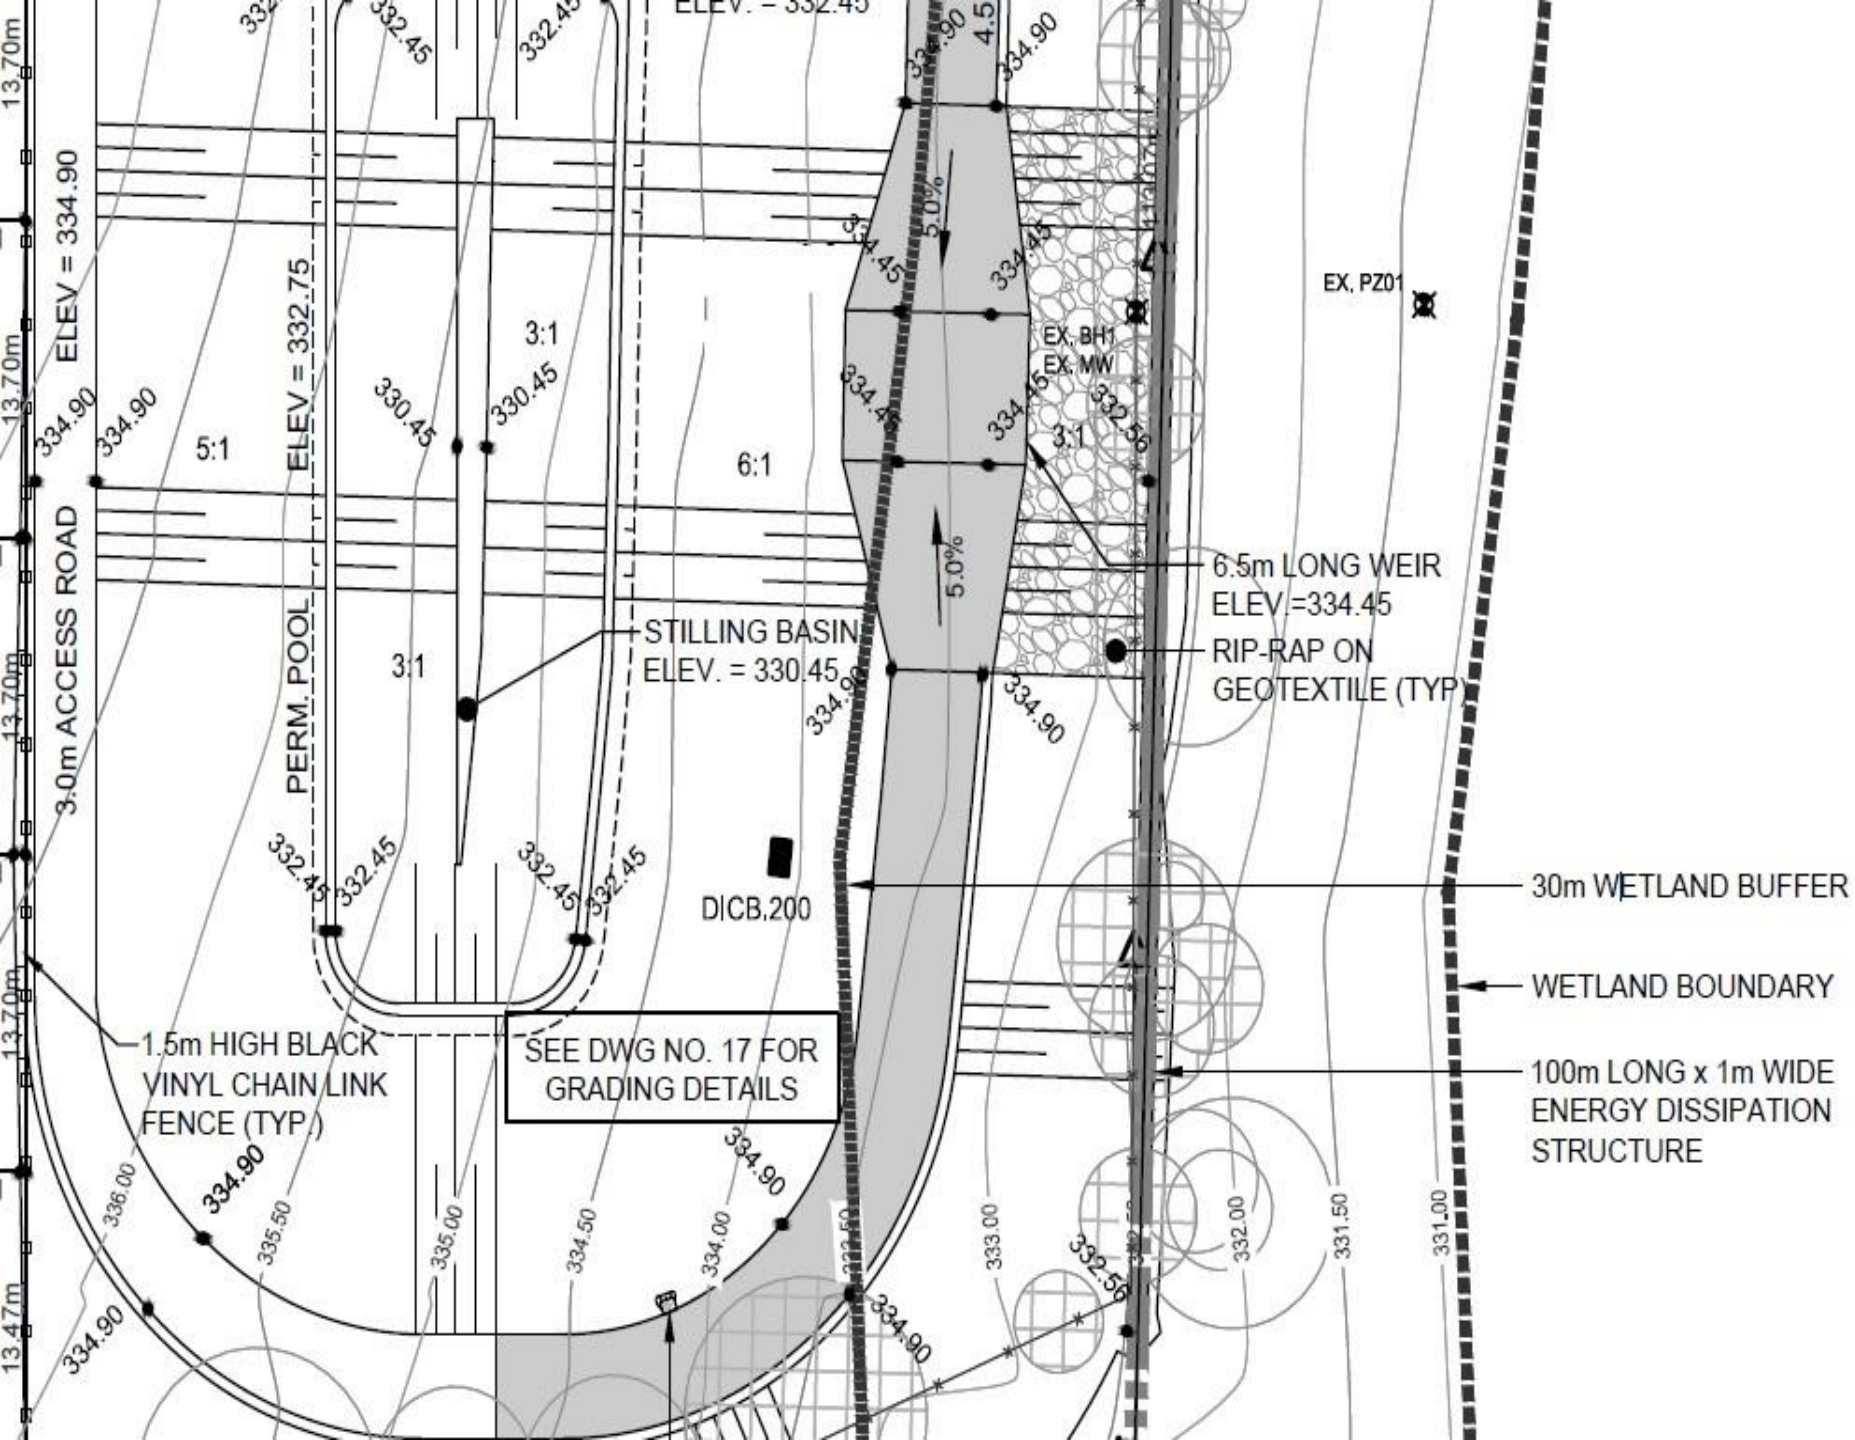 ELEV. = 332.45
13.70m
332.45
332.45
4.5
334.90
334.90
ELEV = 334.90
5.0%
334.45
334.45
ELEV = 332.75
3:1
EX. PZ01
EX. BH1
EX. MW
13.70m
334.90
334.90
330.45
330.45
334.45
334.45
332.56
3:1
5:1
6:1
3.0m ACCESS ROAD
PERM. POOL
5.0%
6.5m LONG WEIR
ELEV.=334.45
STILLING BASIN
ELEV. = 330.45
RIP-RAP ON
GEOTEXTILE (TYP)
3:1
13.70m
334.90
334.90
332.45
332.45
332.45
332.45
DICB.200
30m WETLAND BUFFER
WETLAND BOUNDARY
13.70m
1.5m HIGH BLACK
VINYL CHAIN LINK
FENCE (TYP.)
SEE DWG NO. 17 FOR
GRADING DETAILS
100m LONG x 1m WIDE
ENERGY DISSIPATION
STRUCTURE
334.90
334.90
336.00
335.50
335.00
334.50
334.00
333.50
333.00
332.00
331.50
331.00
332.56
334.90
334.90
13.47m